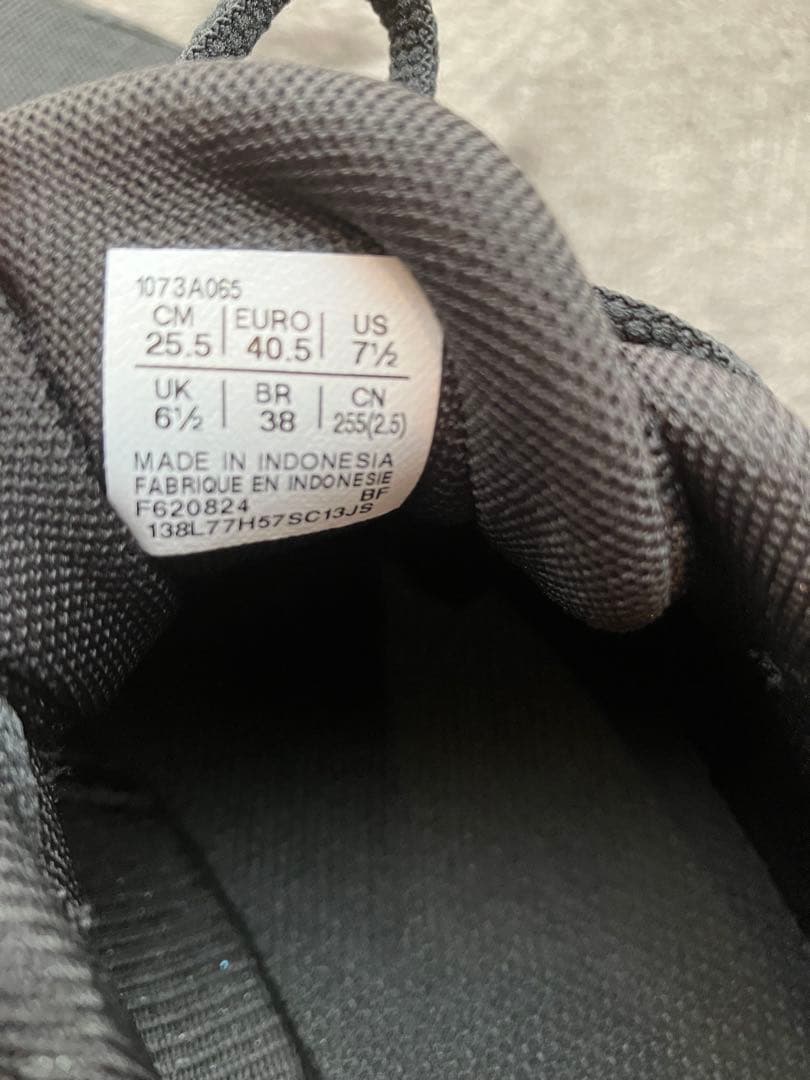 1073A065
CM | EURO | US
25.5 | 40.5 | 7½
UK | BR | CN
6½ | 38 | 255(2.5)
MADE IN INDONESIA
FABRIQUE EN INDONESIE
F620824 BF
138L77H57SC13JS